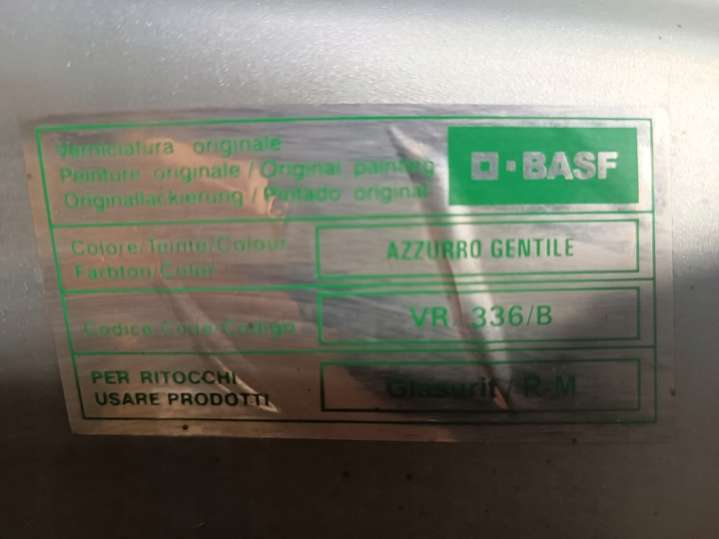 Verniciatura originale
Peinture originale / Original painting
Originallackierung / Pintado original
BASF
Colore/Teinte/Colour
Farbton/Color
AZZURRO GENTILE
Codice/Code/Codign
VR 336/B
PER RITOCCHI
USARE PRODOTTI
Glasurit / R-M